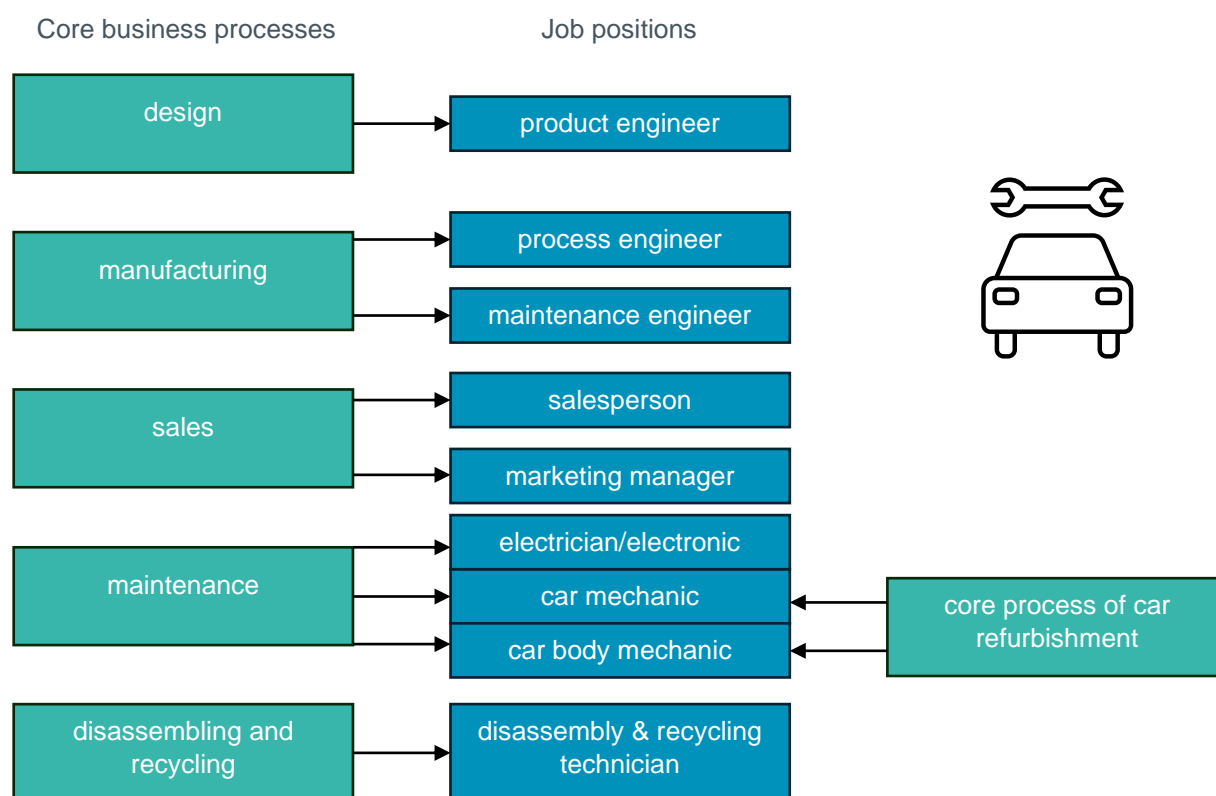 Core business processes
Job positions
design
product engineer
manufacturing
process engineer
maintenance engineer
sales
salesperson
marketing manager
maintenance
electrician/electronic
car mechanic
car body mechanic
core process of car
refurbishment
disassembling and
recycling
disassembly & recycling
technician